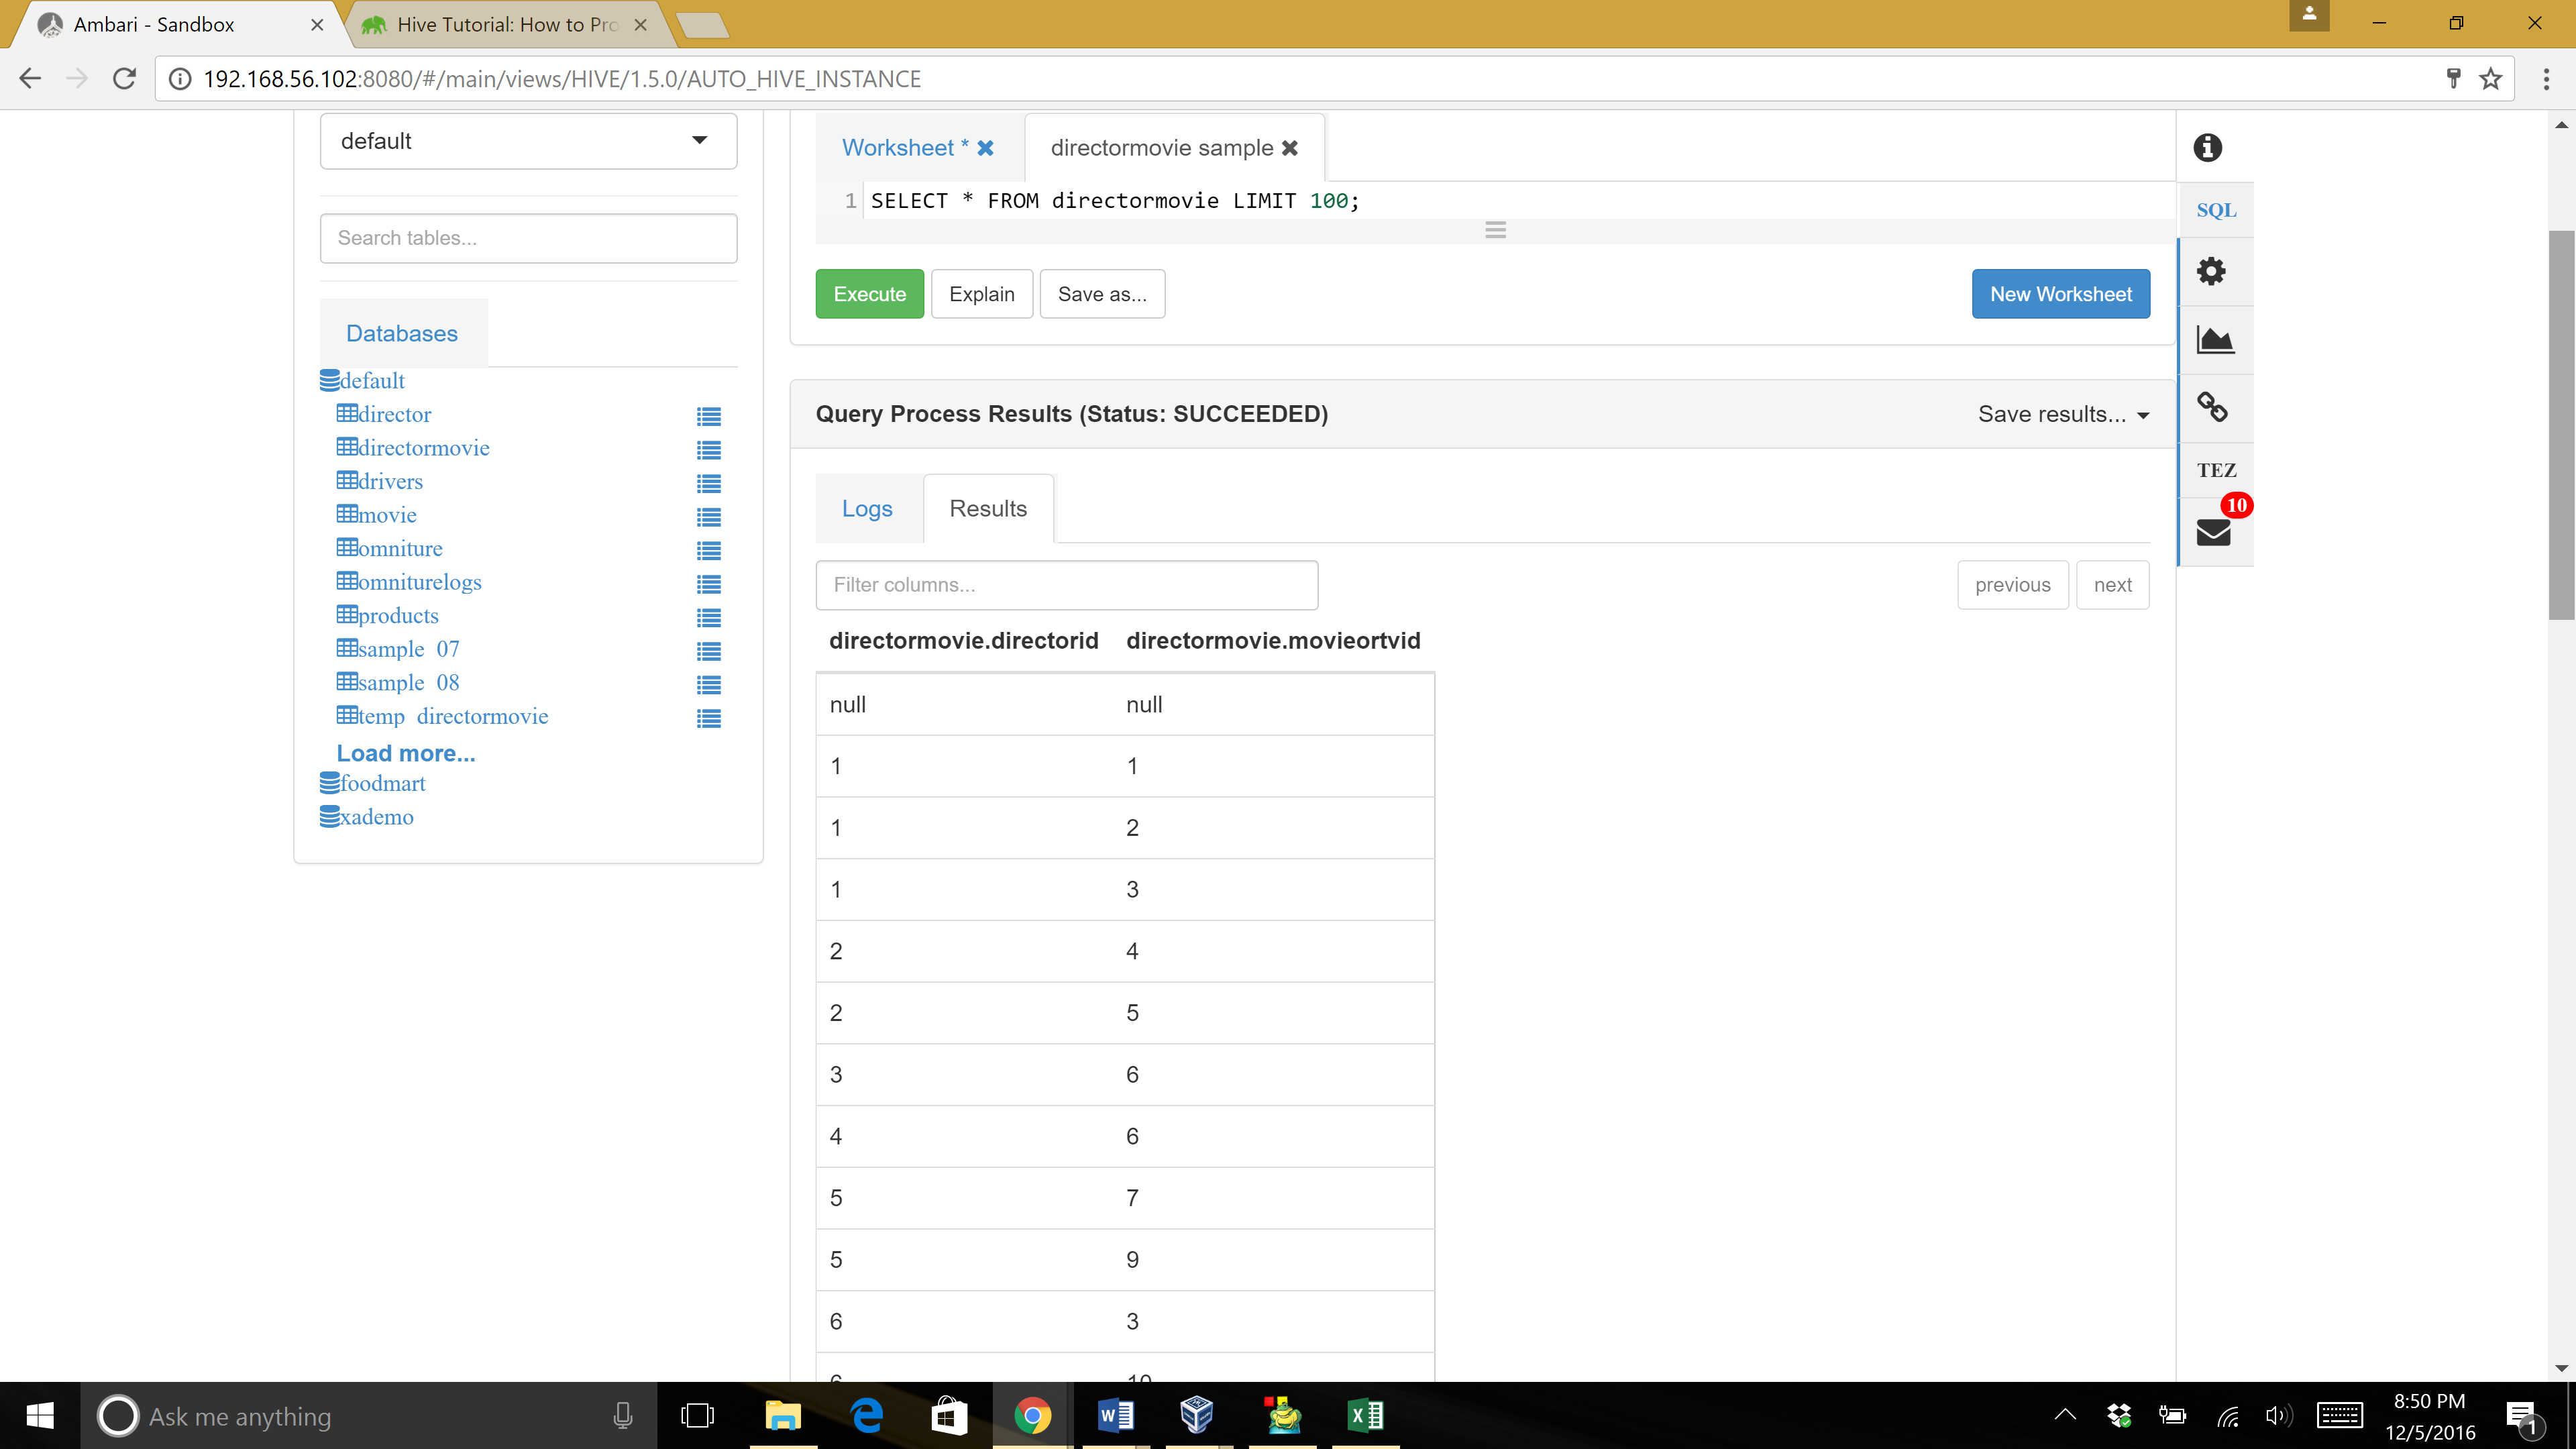 Ambari - Sandbox
Hive Tutorial: How to Pro
192.168.56.102:8080/#/main/views/HIVE/1.5.0/AUTO_HIVE_INSTANCE
default
Search tables...
Databases
default
director
directormovie
drivers
movie
omniture
omniturelogs
products
sample_07
sample_08
temp_directormovie
Load more...
foodmart
xademo
Worksheet *
directormovie sample
1 SELECT * FROM directormovie LIMIT 100;
Execute
Explain
Save as...
New Worksheet
Query Process Results (Status: SUCCEEDED)
Save results...
Logs
Results
Filter columns...
previous
next
directormovie.directorid directormovie.movieortvid
null null
1 1
1 2
1 3
2 4
2 5
3 6
4 6
5 7
5 9
6 3
6 10
SQL
TEZ
10
Ask me anything
8:50 PM
12/5/2016
1